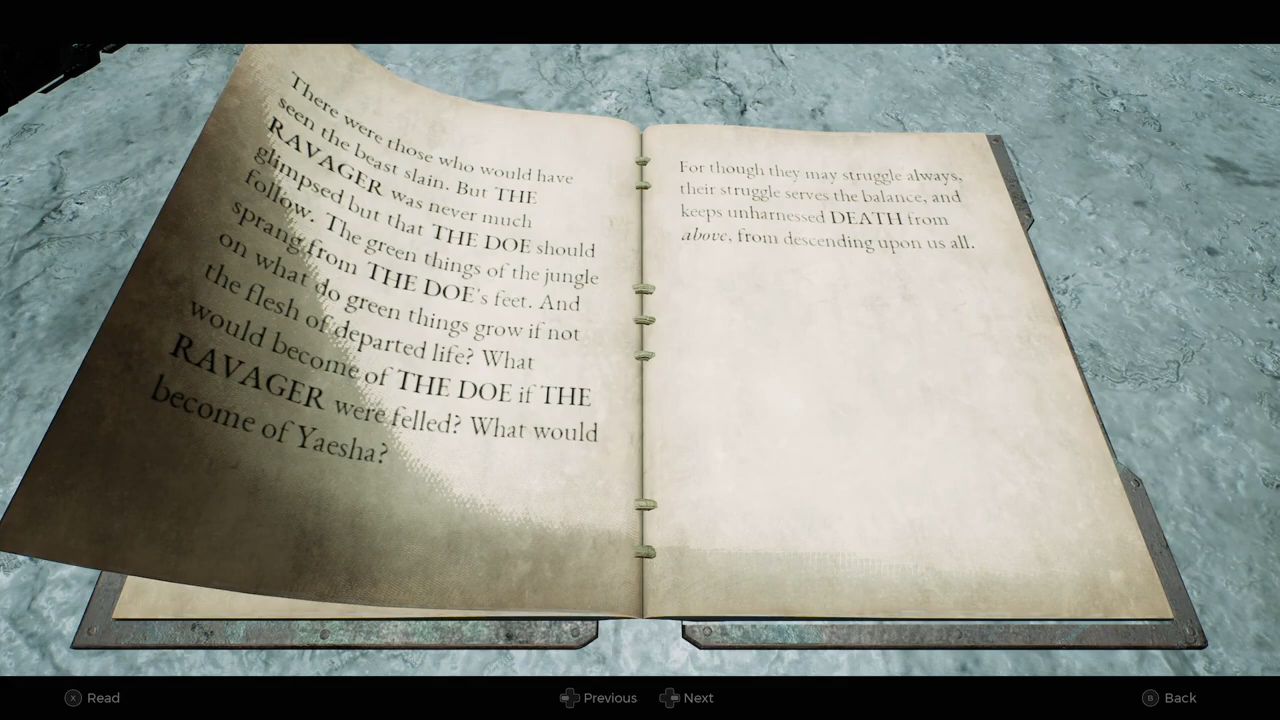 There were those who would have
seen the beast slain. But THE
RAVAGER was never much
glimpsed but that THE DOE should
follow. The green things of the jungle
sprang from THE DOE's feet. And
on what do green things grow if not
the flesh of departed life? What
would become of THE DOE if THE
RAVAGER were felled? What would
become of Yaesha?
For though they may struggle always,
their struggle serves the balance, and
keeps unharnessed DEATH from
above, from descending upon us all.
X Read
Previous
Next
B Back